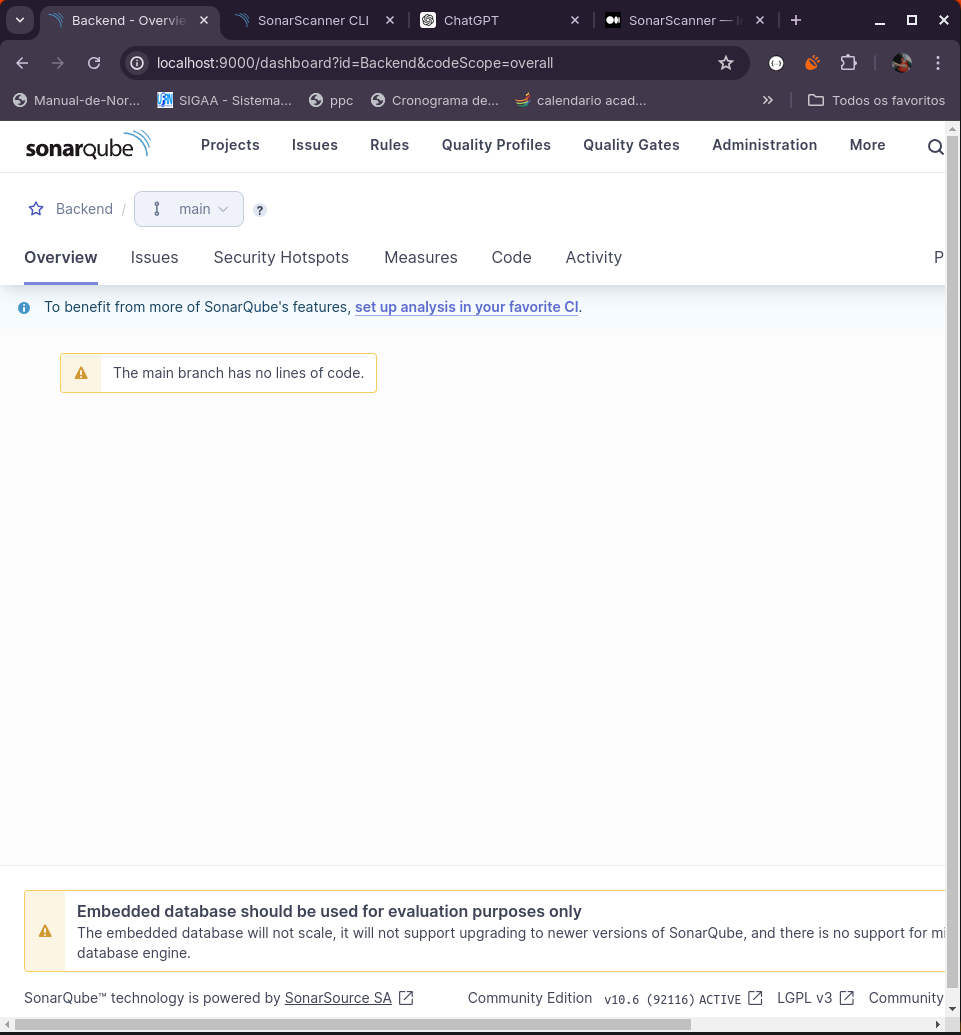 Backend - Overvie
SonarScanner CLI
ChatGPT
SonarScanner — I
localhost:9000/dashboard?id=Backend&codeScope=overall
Manual-de-Nor...
SIGAA - Sistema...
ppc
Cronograma de...
calendario acad...
Todos os favoritos
sonarqube
Projects
Issues
Rules
Quality Profiles
Quality Gates
Administration
More
Backend / main ?
Overview
Issues
Security Hotspots
Measures
Code
Activity
P
To benefit from more of SonarQube's features, set up analysis in your favorite CI.
The main branch has no lines of code.
Embedded database should be used for evaluation purposes only
The embedded database will not scale, it will not support upgrading to newer versions of SonarQube, and there is no support for mi
database engine.
SonarQube™ technology is powered by SonarSource SA
Community Edition
v10.6 (92116) ACTIVE
LGPL v3
Community